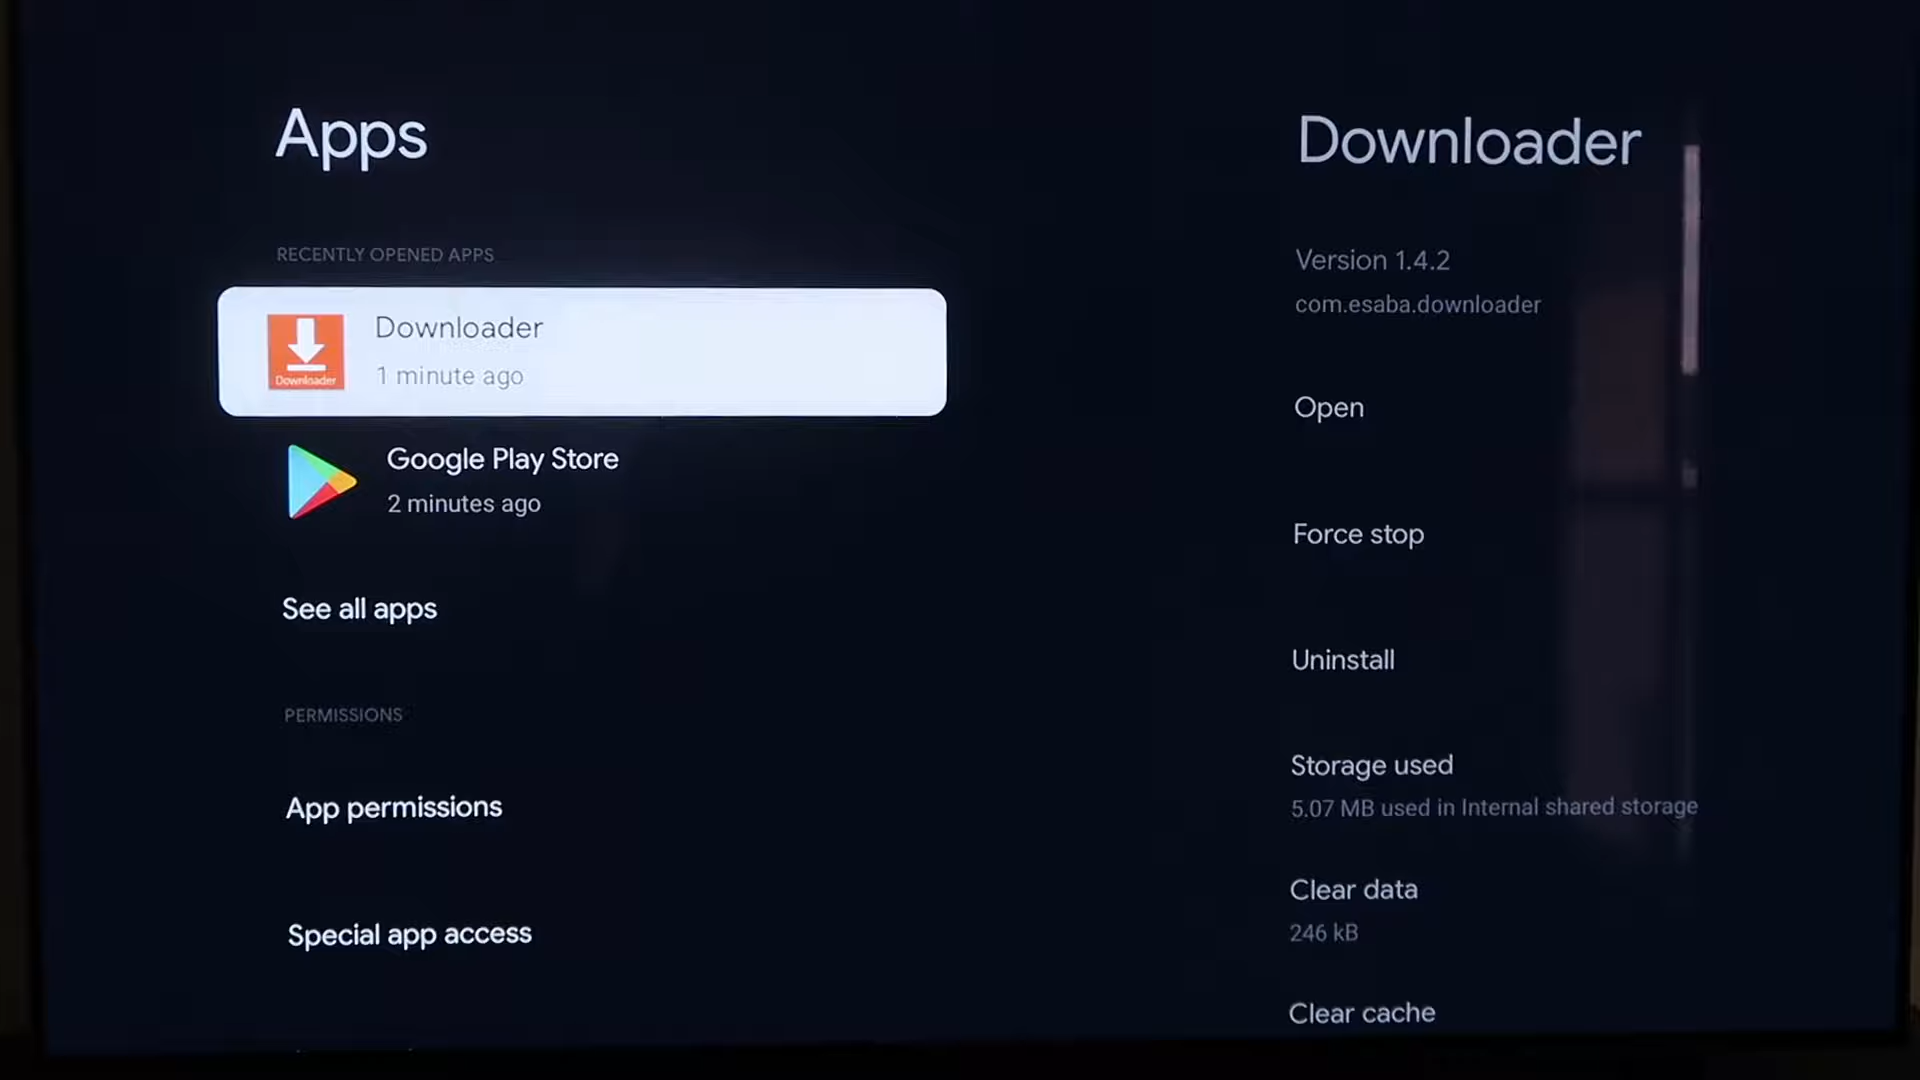 Apps
RECENTLY OPENED APPS
Downloader
Downloader
1 minute ago
Google Play Store
2 minutes ago
See all apps
PERMISSIONS
App permissions
Special app access
Downloader
Version 1.4.2
com.esaba.downloader
Open
Force stop
Uninstall
Storage used
5.07 MB used in Internal shared storage
Clear data
246 kB
Clear cache